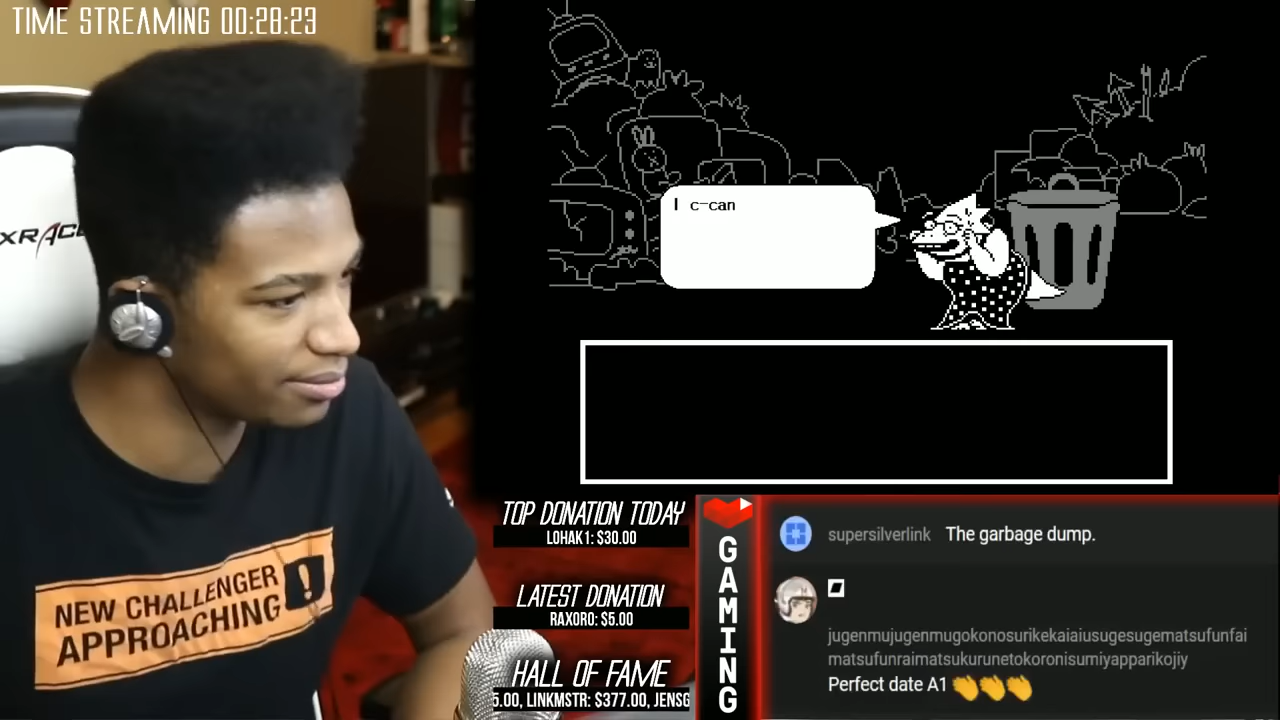 TIME STREAMING 00:28:23
I c-can
XRAC
NEW CHALLENGER
APPROACHING !
TOP DONATION TODAY
LOHAK1: $30.00
LATEST DONATION
RAXORO: $5.00
HALL OF FAME
5.00, LINKMSTR: $377.00, JENSG
GAMING
supersilverlink The garbage dump.
jugenmujugenmugokonosurikekaiaiusugesugematsufunfai
matsufunraimatsukurunetokoronisumiyapparikojiy
Perfect date A1 👏👏👏